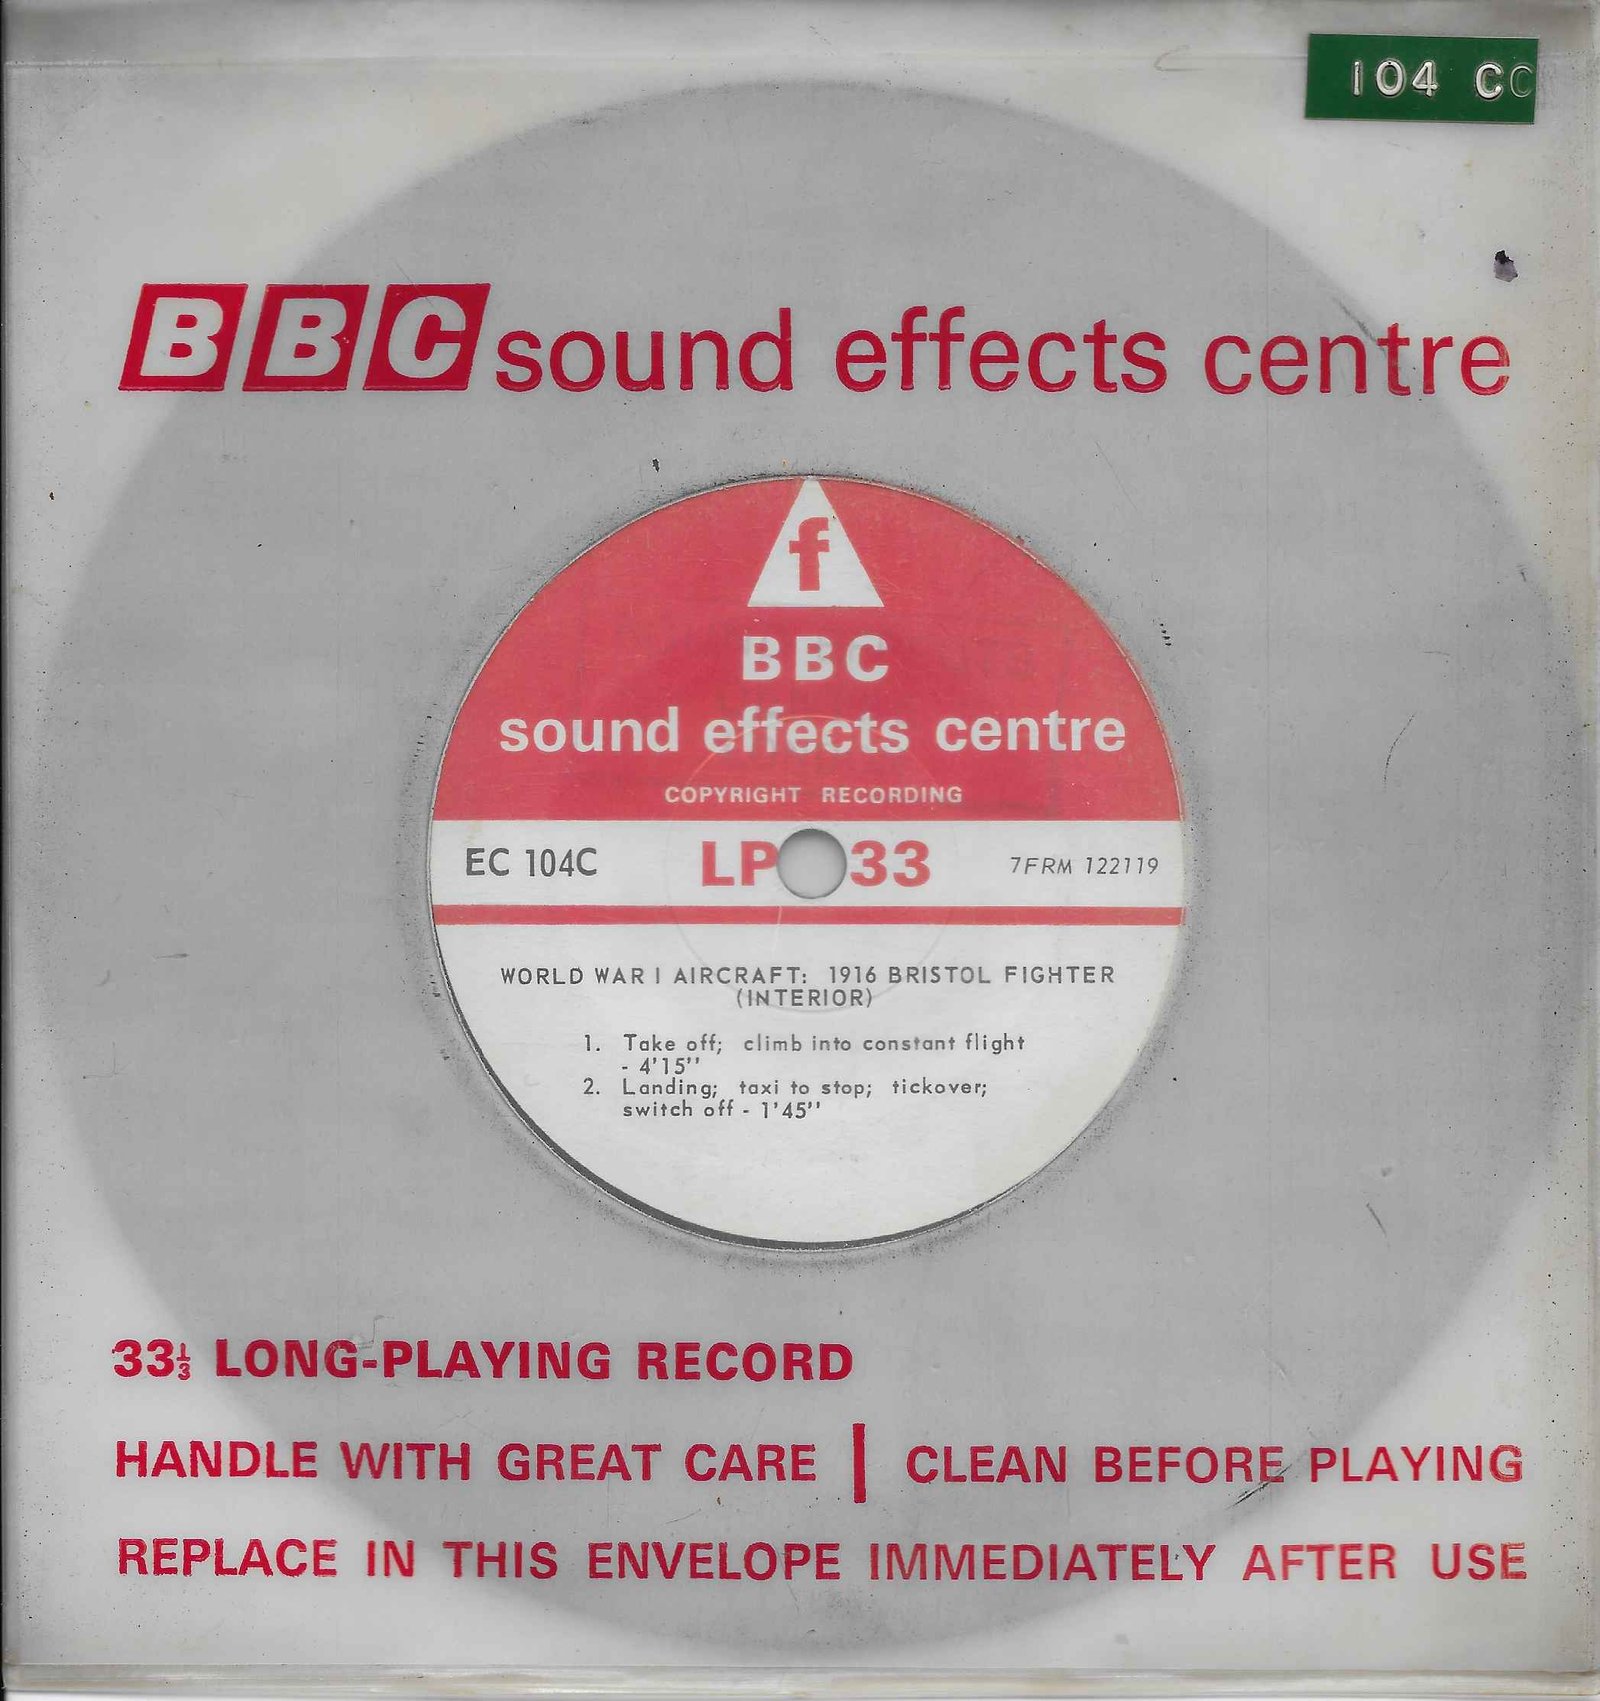 104 CC
BBC sound effects centre
f
BBC
sound effects centre
COPYRIGHT RECORDING
EC 104C LP 33 7FRM 122119
WORLD WAR I AIRCRAFT: 1916 BRISTOL FIGHTER
(INTERIOR)
1. Take off; climb into constant flight
- 4'15''
2. Landing; taxi to stop; tickover;
switch off - 1'45''
33⅓ LONG-PLAYING RECORD
HANDLE WITH GREAT CARE | CLEAN BEFORE PLAYING
REPLACE IN THIS ENVELOPE IMMEDIATELY AFTER USE